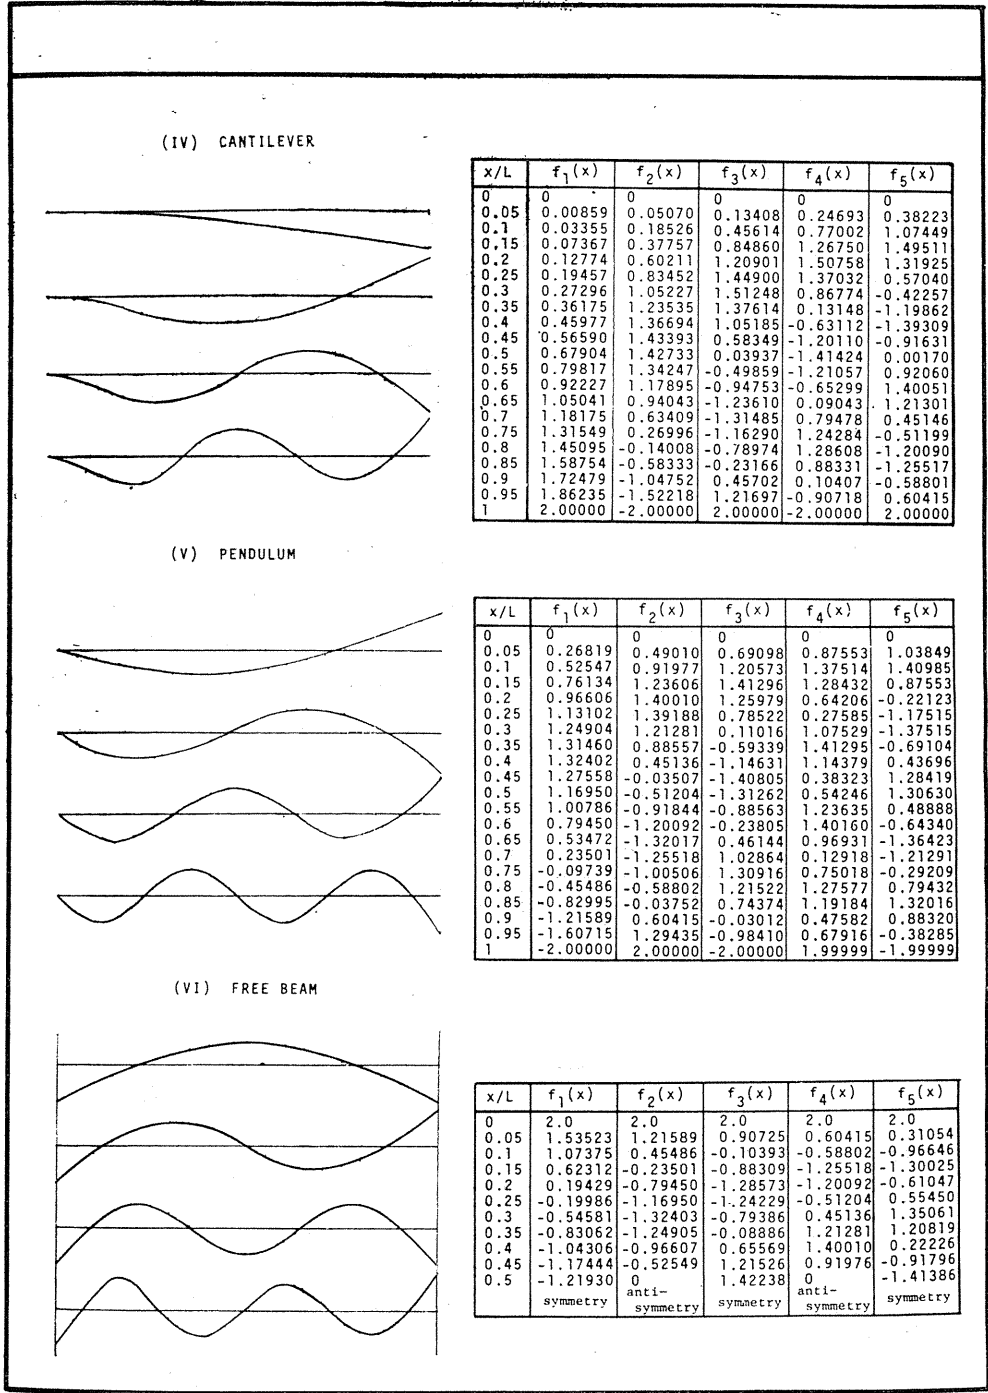 (IV) CANTILEVER
x/L f1(x) f2(x) f3(x) f4(x) f5(x)
0 0 0 0 0 0
0.05 0.00859 0.05070 0.13408 0.24693 0.38223
0.1 0.03355 0.18526 0.45614 0.77002 1.07449
0.15 0.07367 0.37757 0.84860 1.26750 1.49511
0.2 0.12774 0.60211 1.20901 1.50758 1.31925
0.25 0.19457 0.83452 1.44900 1.37032 0.57040
0.3 0.27296 1.05227 1.51248 0.86774 -0.42257
0.35 0.36175 1.23535 1.37614 0.13148 -1.19862
0.4 0.45977 1.36694 1.05185 -0.63112 -1.39309
0.45 0.56590 1.43393 0.58349 -1.20110 -0.91631
0.5 0.67904 1.42733 0.03937 -1.41424 0.00170
0.55 0.79817 1.34247 -0.49859 -1.21057 0.92060
0.6 0.92227 1.17895 -0.94753 -0.65299 1.40051
0.65 1.05041 0.94043 -1.23610 0.09043 1.21301
0.7 1.18175 0.63409 -1.31485 0.79478 0.45146
0.75 1.31549 0.26996 -1.16290 1.24284 -0.51199
0.8 1.45095 -0.14008 -0.78974 1.28608 -1.20090
0.85 1.58754 -0.58333 -0.23166 0.88331 -1.25517
0.9 1.72479 -1.04752 0.45702 0.10407 -0.58801
0.95 1.86235 -1.52218 1.21697 -0.90718 0.60415
1 2.00000 -2.00000 2.00000 -2.00000 2.00000
(V) PENDULUM
x/L f1(x) f2(x) f3(x) f4(x) f5(x)
0 0 0 0 0 0
0.05 0.26819 0.49010 0.69098 0.87553 1.03849
0.1 0.52547 0.91977 1.20573 1.37514 1.40985
0.15 0.76134 1.23606 1.41296 1.28432 0.87553
0.2 0.96606 1.40010 1.25979 0.64206 -0.22123
0.25 1.13102 1.39188 0.78522 0.27585 -1.17515
0.3 1.24904 1.21281 0.11016 1.07529 -1.37515
0.35 1.31460 0.88557 -0.59339 1.41295 -0.69104
0.4 1.32402 0.45136 -1.14631 1.14379 0.43696
0.45 1.27558 -0.03507 -1.40805 0.38323 1.28419
0.5 1.16950 -0.51204 -1.31262 0.54246 1.30630
0.55 1.00786 -0.91844 -0.88563 1.23635 0.48888
0.6 0.79450 -1.20092 -0.23805 1.40160 -0.64340
0.65 0.53472 -1.32017 0.46144 0.96931 -1.36423
0.7 0.23501 -1.25518 1.02864 0.12918 -1.21291
0.75 -0.09739 -1.00506 1.30916 0.75018 -0.29209
0.8 -0.45486 -0.58802 1.21522 1.27577 0.79432
0.85 -0.82995 -0.03752 0.74374 1.19184 1.32016
0.9 -1.21589 0.60415 -0.03012 0.47582 0.88320
0.95 -1.60715 1.29435 -0.98410 0.67916 -0.38285
1 -2.00000 2.00000 -2.00000 1.99999 -1.99999
(VI) FREE BEAM
x/L f1(x) f2(x) f3(x) f4(x) f5(x)
0 2.0 2.0 2.0 2.0 2.0
0.05 1.53523 1.21589 0.90725 0.60415 0.31054
0.1 1.07375 0.45486 -0.10393 -0.58802 -0.96646
0.15 0.62312 -0.23501 -0.88309 -1.25518 -1.30025
0.2 0.19429 -0.79450 -1.28573 -1.20092 -0.61047
0.25 -0.19986 -1.16950 -1.24229 -0.51204 0.55450
0.3 -0.54581 -1.32403 -0.79386 0.45136 1.35061
0.35 -0.83062 -1.24905 -0.08886 1.21281 1.20819
0.4 -1.04306 -0.96607 0.65569 1.40010 0.22226
0.45 -1.17444 -0.52549 1.21526 0.91976 -0.91796
0.5 -1.21930 0 1.42238 0 -1.41386
symmetry anti-symmetry symmetry anti-symmetry symmetry